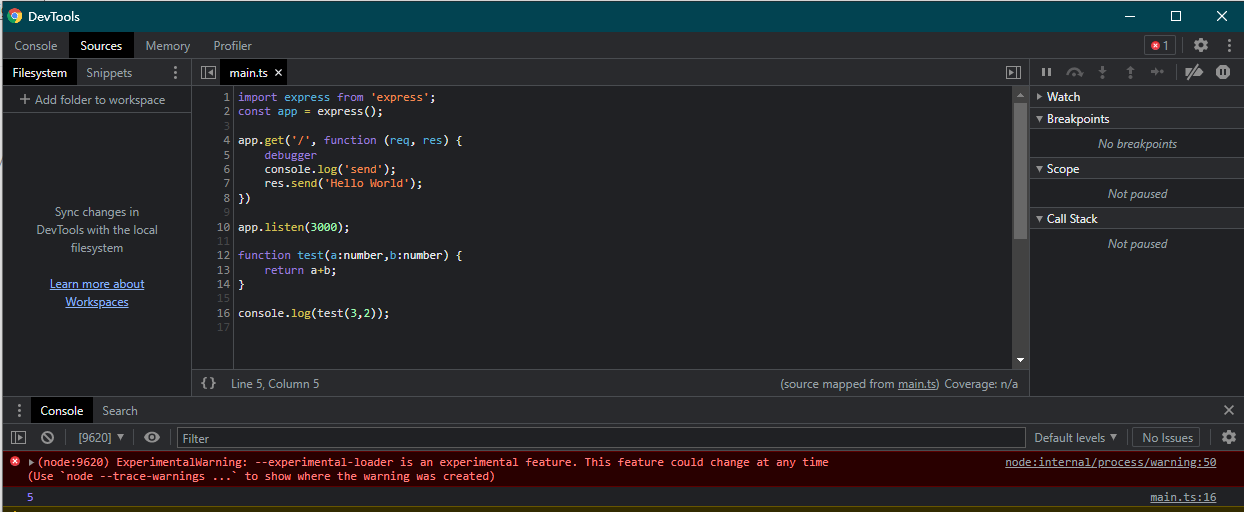 DevTools
Console Sources Memory Profiler 1
Filesystem Snippets
main.ts
+ Add folder to workspace
Sync changes in
DevTools with the local
filesystem
Learn more about
Workspaces
1 import express from 'express';
2 const app = express();
3
4 app.get('/', function (req, res) {
5 debugger
6 console.log('send');
7 res.send('Hello World');
8 })
9
10 app.listen(3000);
11
12 function test(a:number,b:number) {
13 return a+b;
14 }
15
16 console.log(test(3,2));
17
{} Line 5, Column 5 (source mapped from main.ts) Coverage: n/a
Watch
Breakpoints
No breakpoints
Scope
Not paused
Call Stack
Not paused
Console Search
[9620] Filter Default levels No Issues
(node:9620) ExperimentalWarning: --experimental-loader is an experimental feature. This feature could change at any time node:internal/process/warning:50
(Use `node --trace-warnings ...` to show where the warning was created)
5 main.ts:16